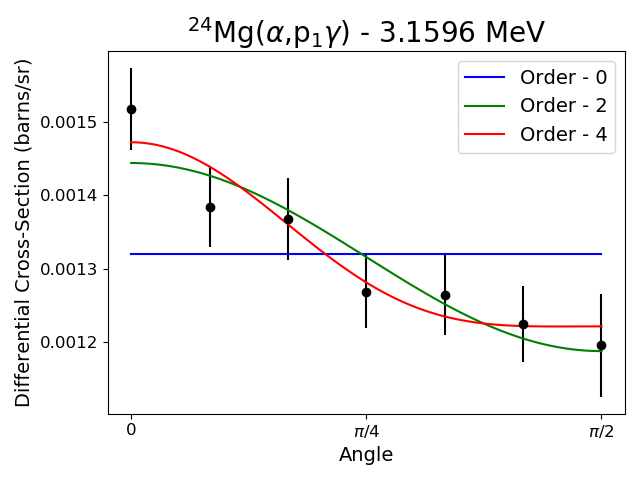 ²⁴Mg(α,p₁γ) - 3.1596 MeV
Order - 0
Order - 2
Order - 4
Differential Cross-Section (barns/sr)
0.0015
0.0014
0.0013
0.0012
0
π/4
π/2
Angle